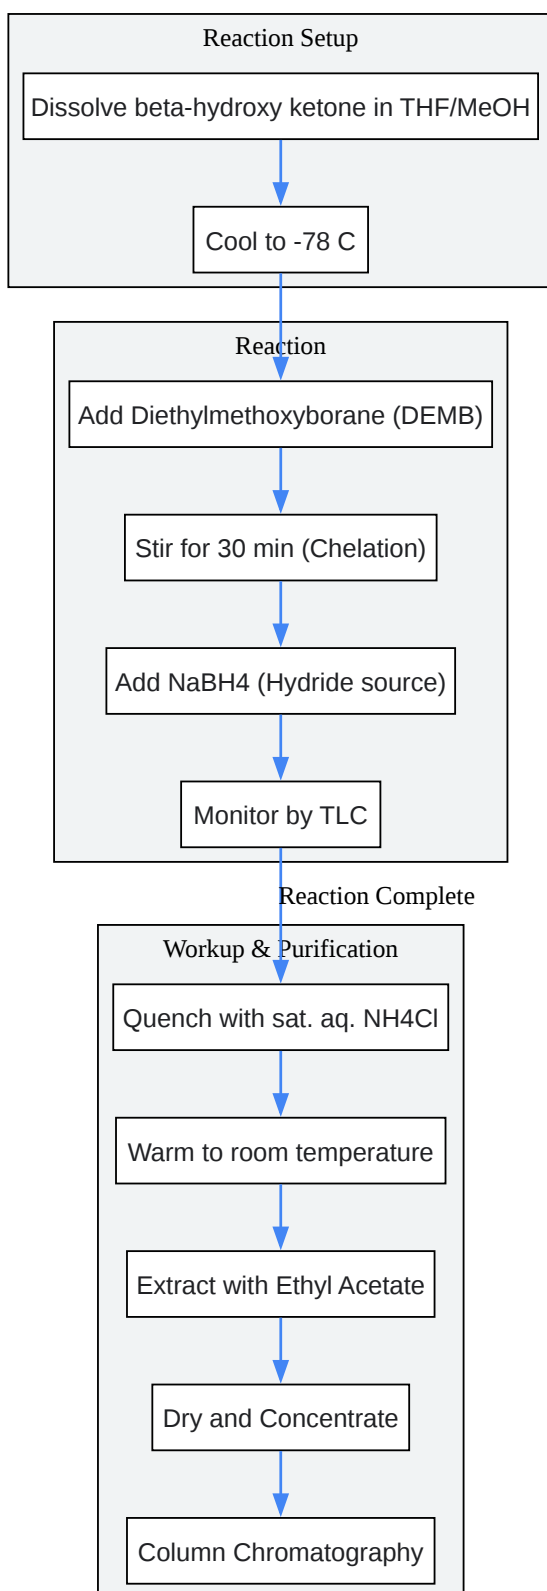 Reaction Setup
Dissolve beta-hydroxy ketone in THF/MeOH
Cool to -78 C
Reaction
Add Diethylmethoxyborane (DEMB)
Stir for 30 min (Chelation)
Add NaBH4 (Hydride source)
Monitor by TLC
Reaction Complete
Workup & Purification
Quench with sat. aq. NH4Cl
Warm to room temperature
Extract with Ethyl Acetate
Dry and Concentrate
Column Chromatography